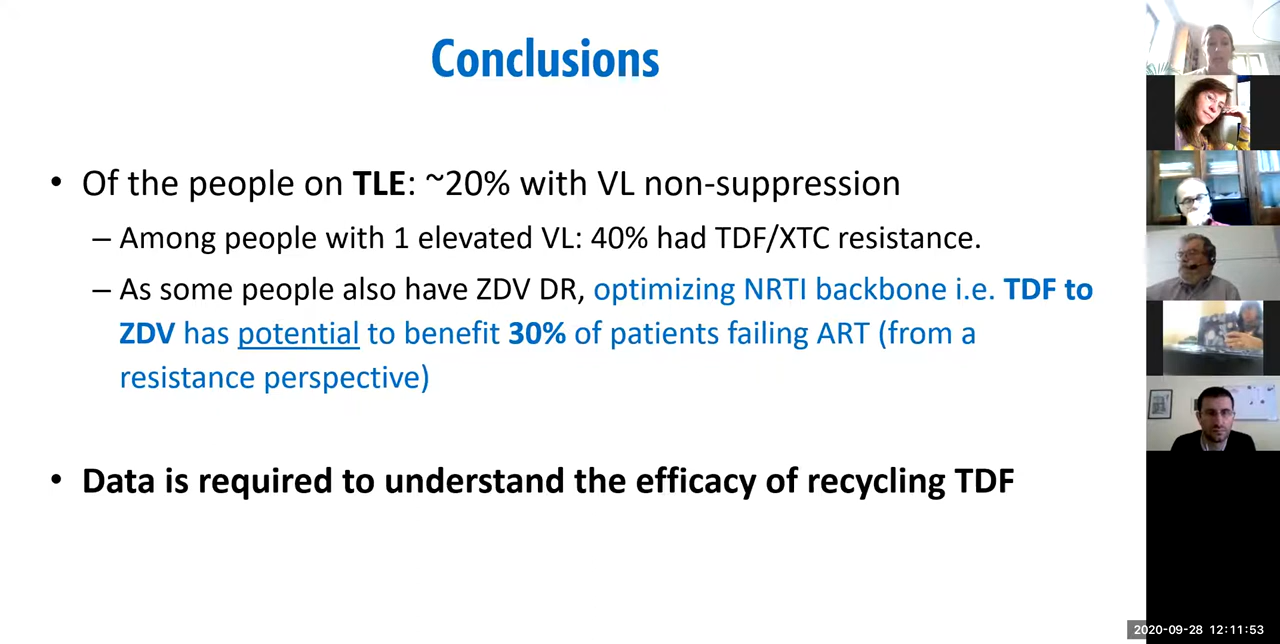 Conclusions
• Of the people on TLE: ~20% with VL non-suppression
– Among people with 1 elevated VL: 40% had TDF/XTC resistance.
– As some people also have ZDV DR, optimizing NRTI backbone i.e. TDF to
ZDV has potential to benefit 30% of patients failing ART (from a
resistance perspective)
• Data is required to understand the efficacy of recycling TDF
2020-09-28 12:11:53